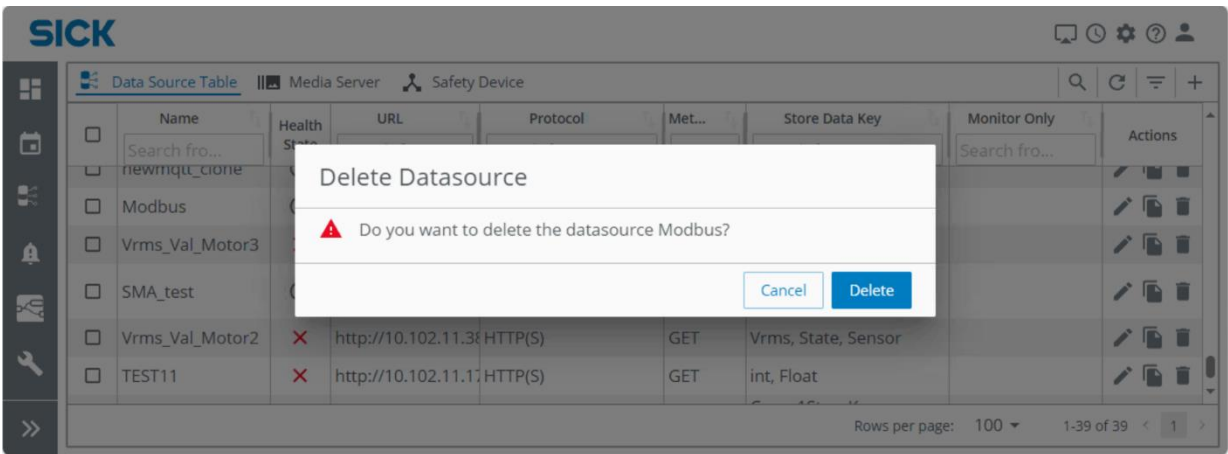 SICK
Data Source Table Media Server Safety Device
Name Health State URL Protocol Met... Store Data Key Monitor Only Actions
Search fro... Search fro...
newmqtt_clone
Modbus
Vrms_Val_Motor3
SMA_test
Delete Datasource
Do you want to delete the datasource Modbus?
Cancel Delete
Vrms_Val_Motor2 http://10.102.11.38 HTTP(S) GET Vrms, State, Sensor
TEST11 http://10.102.11.17 HTTP(S) GET int, Float
Rows per page: 100 1-39 of 39 1